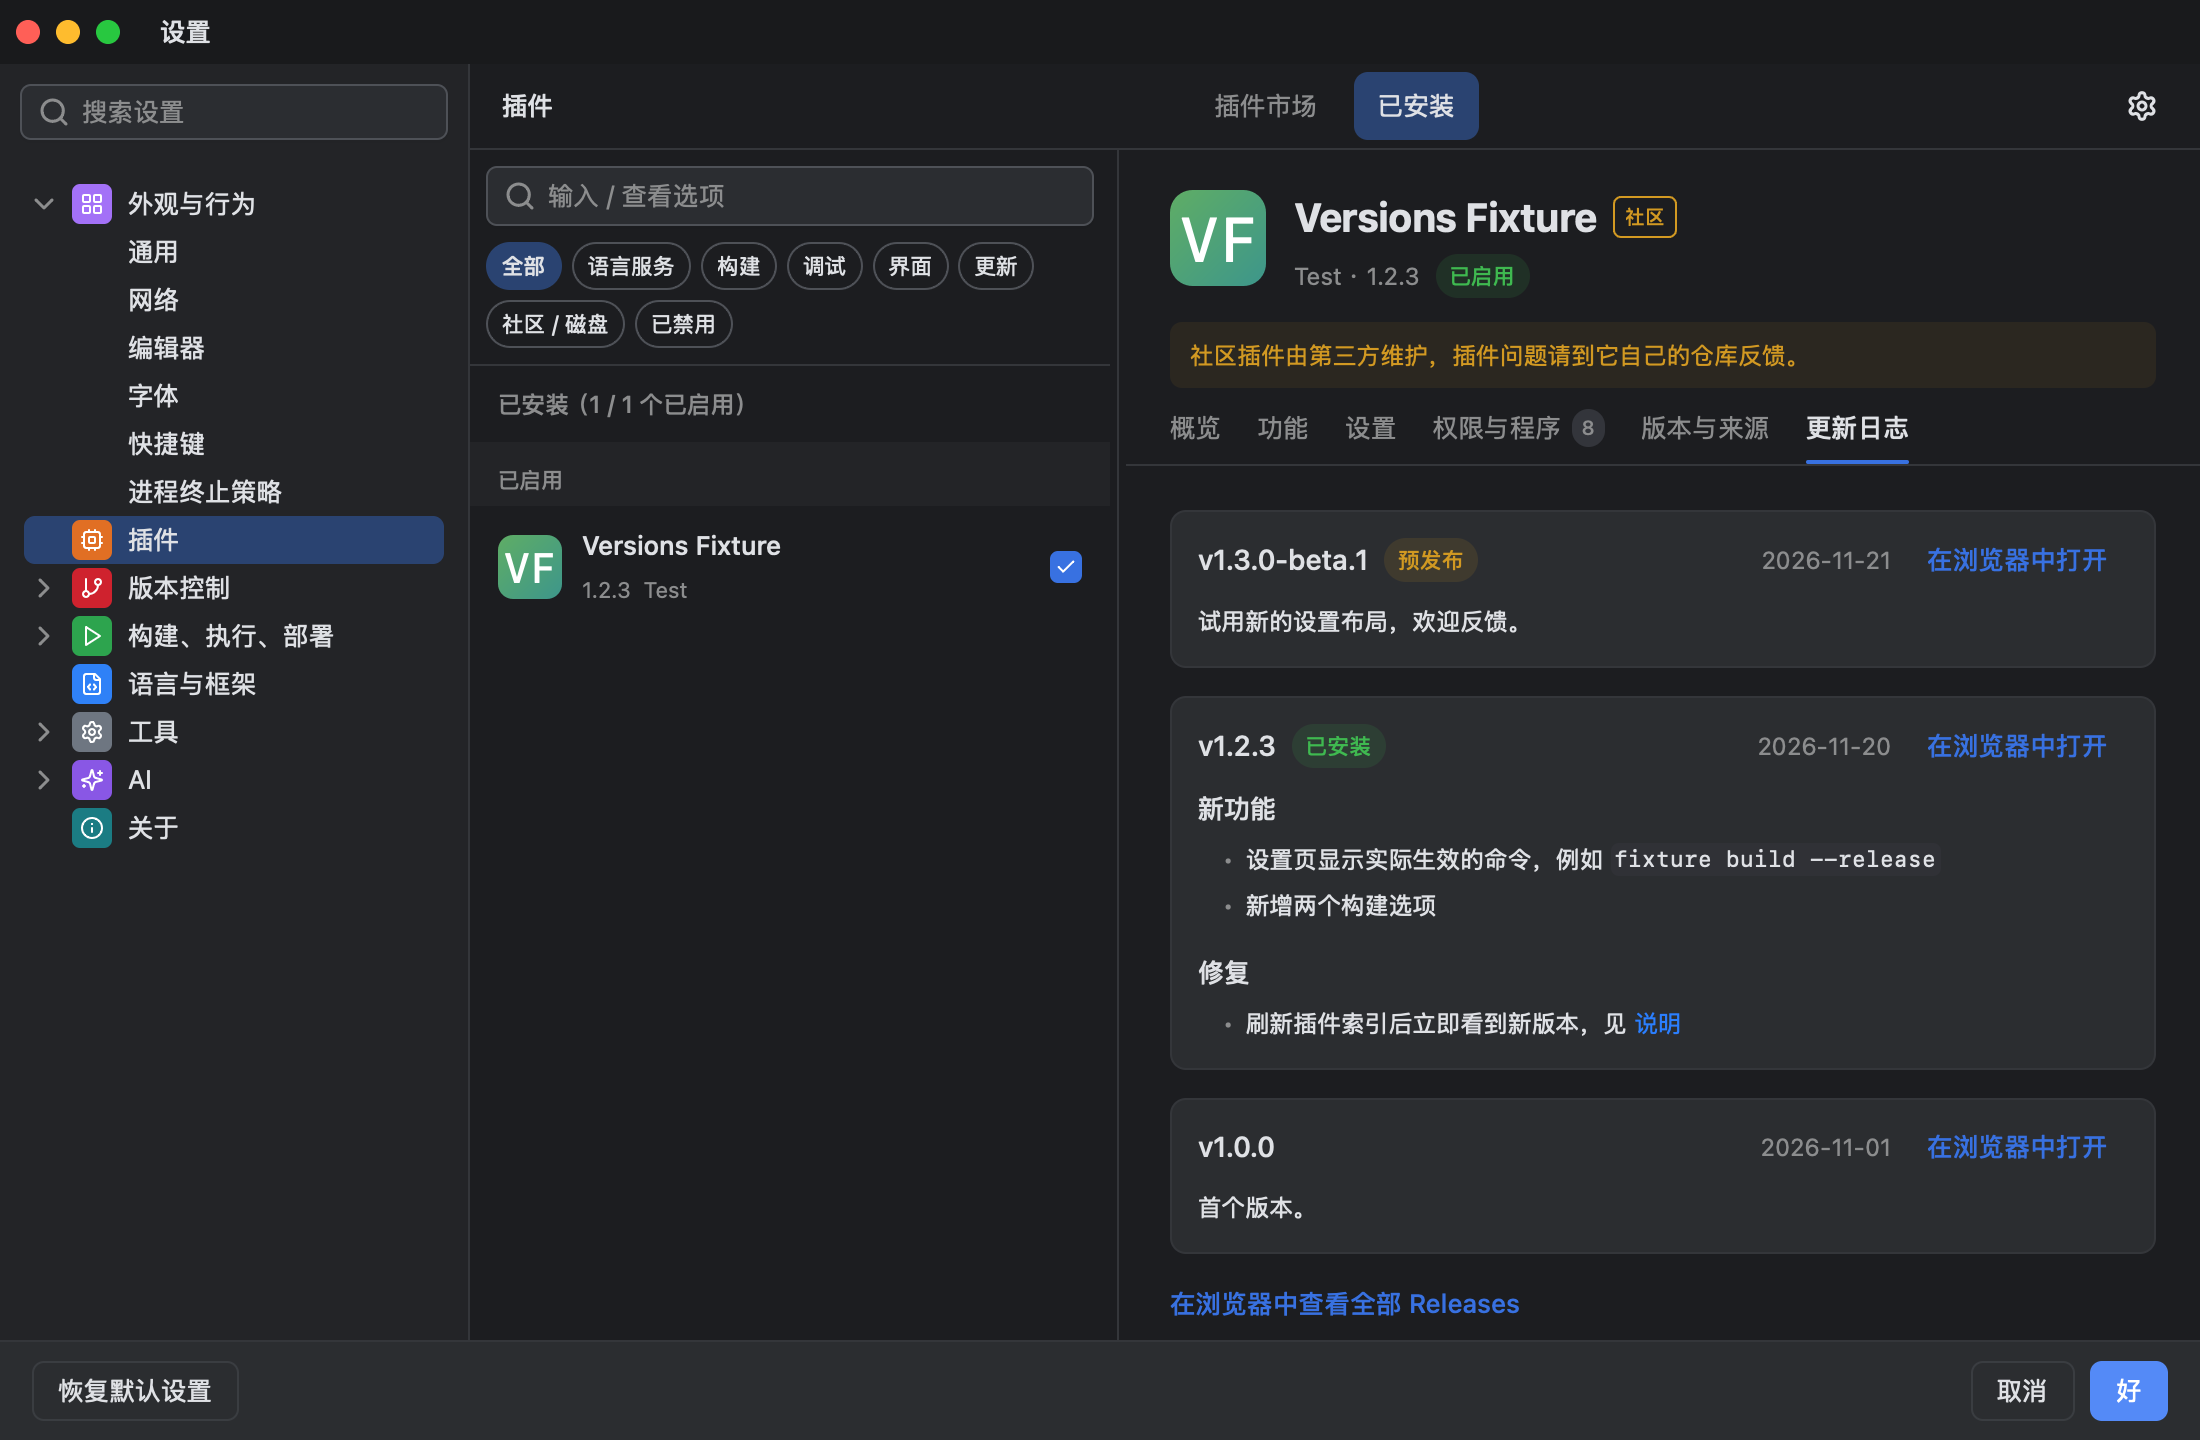 设置
搜索设置
外观与行为
通用
网络
编辑器
字体
快捷键
进程终止策略
插件
版本控制
构建、执行、部署
语言与框架
工具
AI
关于
插件
插件市场
已安装
输入 / 查看选项
全部 语言服务 构建 调试 界面 更新
社区 / 磁盘 已禁用
已安装（1 / 1 个已启用）
已启用
VF
Versions Fixture
1.2.3 Test
VF
Versions Fixture 社区
Test · 1.2.3 已启用
社区插件由第三方维护，插件问题请到它自己的仓库反馈。
概览 功能 设置 权限与程序 8 版本与来源 更新日志
v1.3.0-beta.1 预发布 2026-11-21 在浏览器中打开
试用新的设置布局，欢迎反馈。
v1.2.3 已安装 2026-11-20 在浏览器中打开
新功能
• 设置页显示实际生效的命令，例如 fixture build --release
• 新增两个构建选项
修复
• 刷新插件索引后立即看到新版本，见 说明
v1.0.0 2026-11-01 在浏览器中打开
首个版本。
在浏览器中查看全部 Releases
恢复默认设置
取消
好